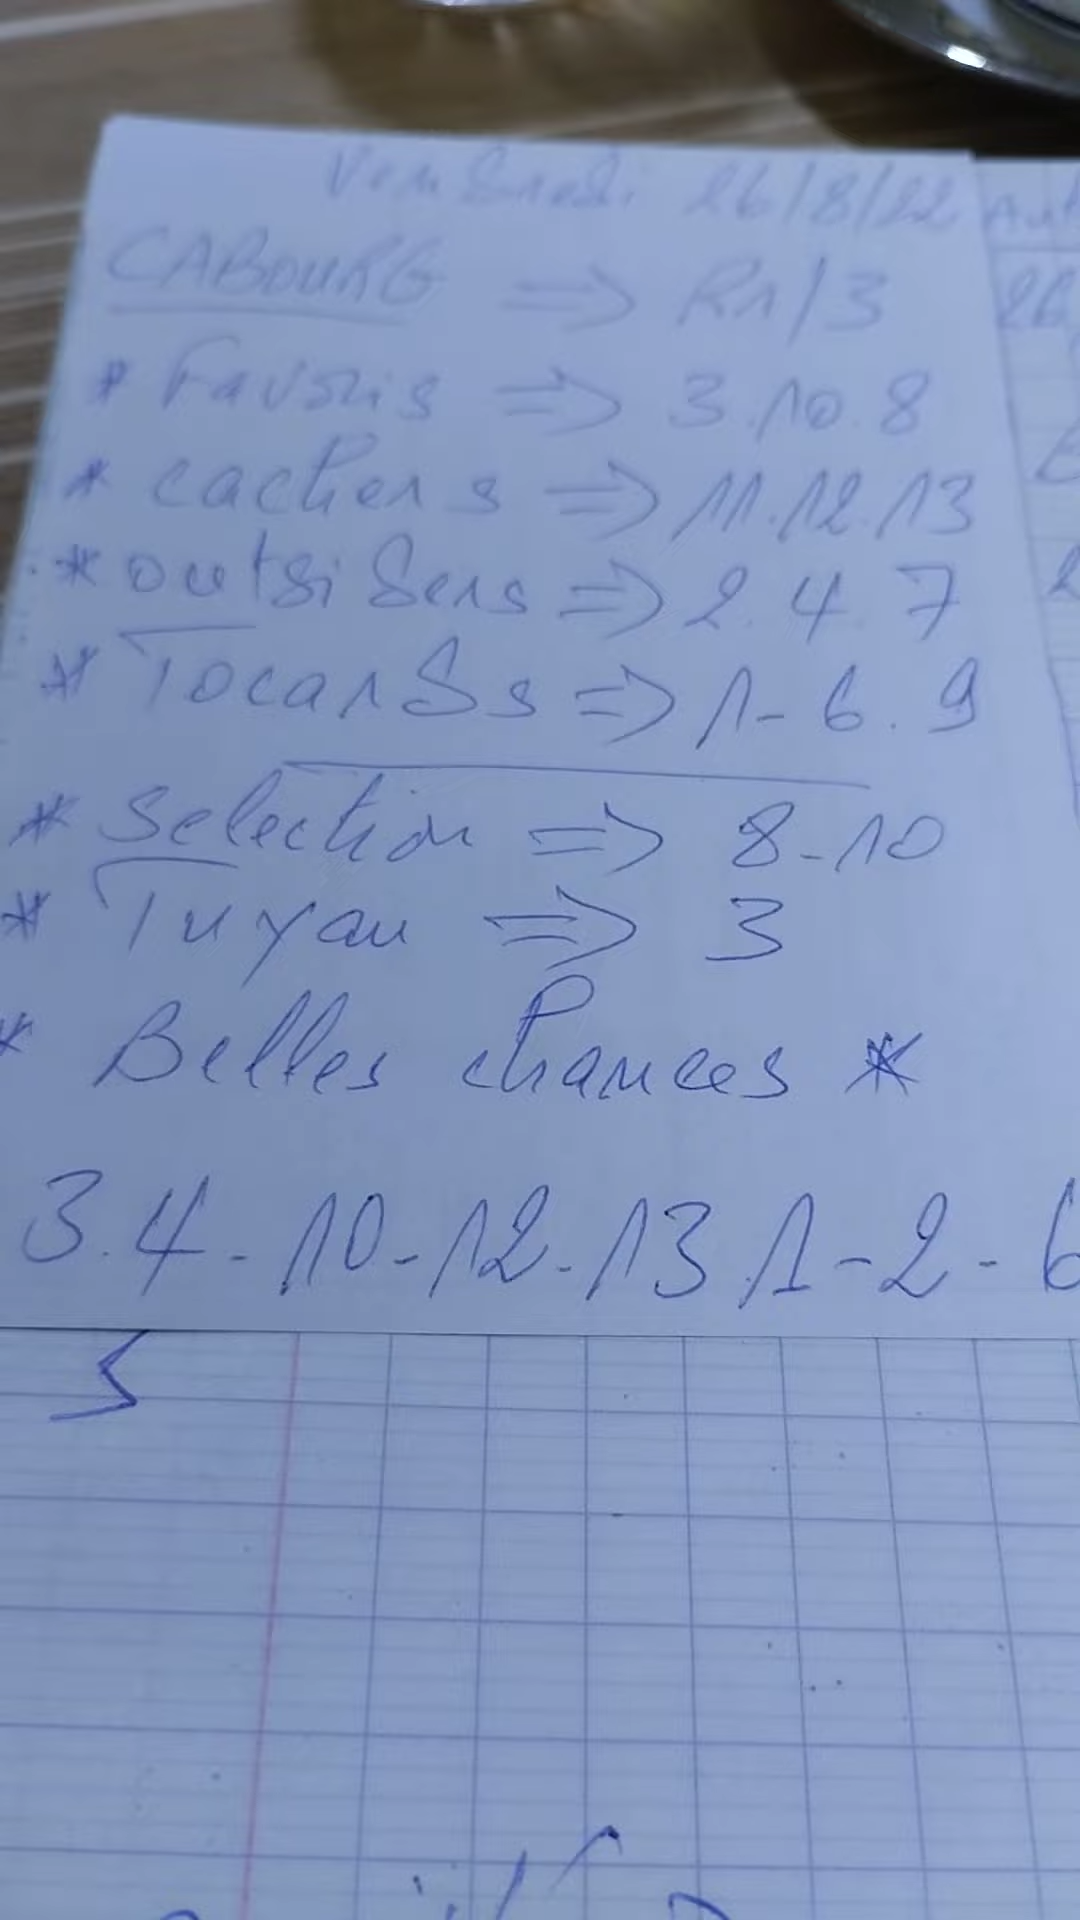 Vendredi 26/8/22
CABOURG => R1/3
* Favoris => 3.10.8
* cachers => 11.12.13
* outsiders => 2.4 7
* Tocards => 1-6.9
* Selection => 8-10
* Tuyau => 3
* Belles chances *
3.4-10-12-13.1-2-6